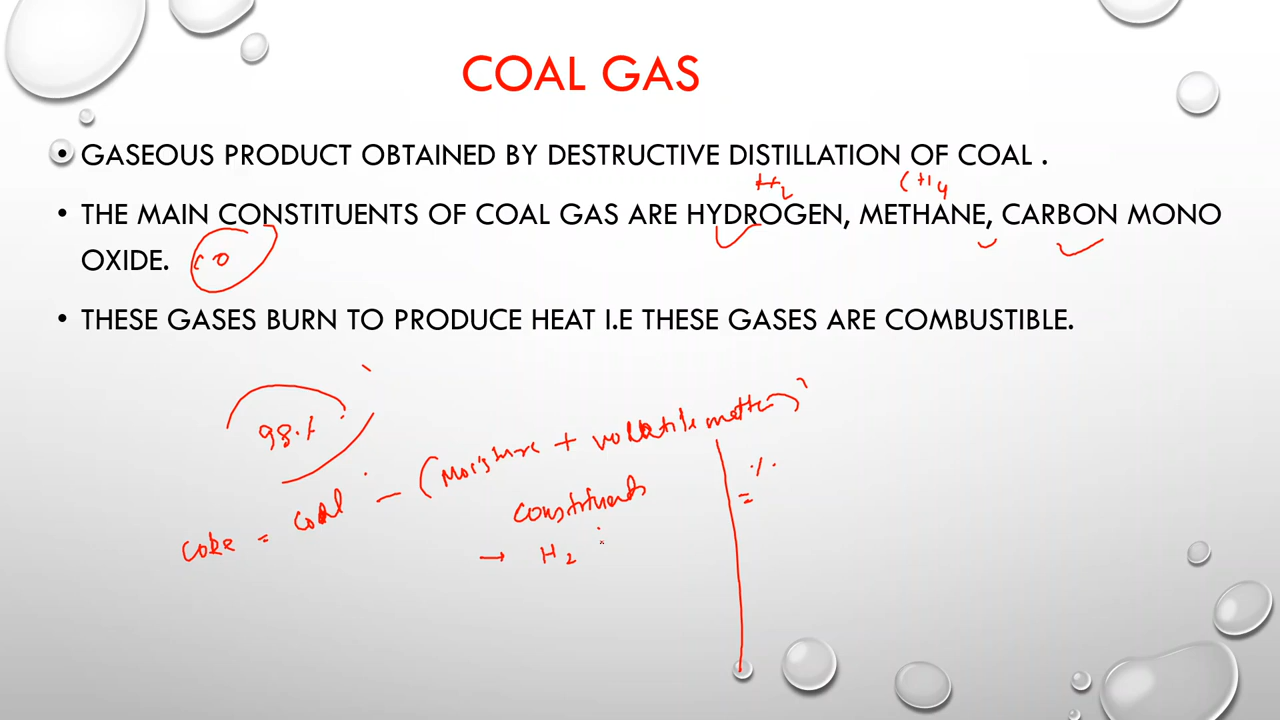 COAL GAS
• GASEOUS PRODUCT OBTAINED BY DESTRUCTIVE DISTILLATION OF COAL .
H2 CH4
• THE MAIN CONSTITUENTS OF COAL GAS ARE HYDROGEN, METHANE, CARBON MONO
OXIDE. CO
• THESE GASES BURN TO PRODUCE HEAT I.E THESE GASES ARE COMBUSTIBLE.
98.%
coke = coal - (Moisture + volatile matter)
constituents = %.
→ H2